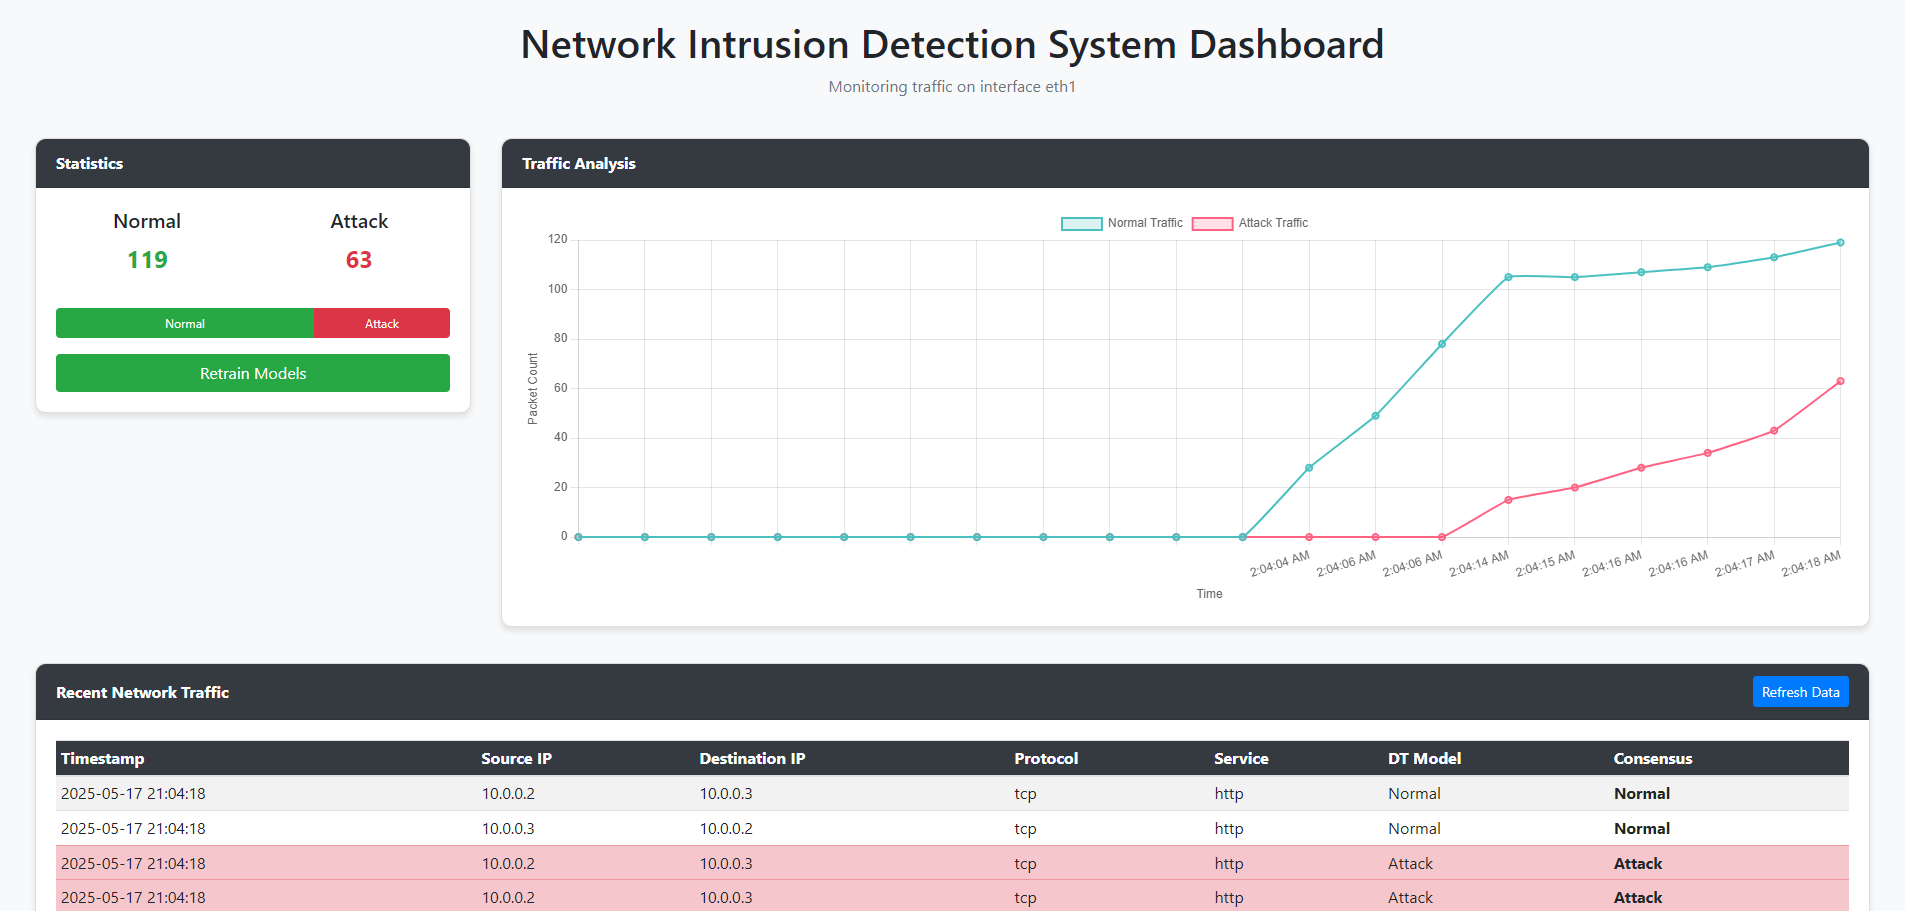 Network Intrusion Detection System Dashboard
Monitoring traffic on interface eth1
Statistics
Normal Attack
119 63
Normal Attack
Retrain Models
Traffic Analysis
Normal Traffic Attack Traffic
120
100
80
60
40
20
0
Packet Count
2:04:04 AM 2:04:06 AM 2:04:06 AM 2:04:14 AM 2:04:15 AM 2:04:16 AM 2:04:16 AM 2:04:17 AM 2:04:18 AM
Time
Recent Network Traffic Refresh Data
Timestamp Source IP Destination IP Protocol Service DT Model Consensus
2025-05-17 21:04:18 10.0.0.2 10.0.0.3 tcp http Normal Normal
2025-05-17 21:04:18 10.0.0.3 10.0.0.2 tcp http Normal Normal
2025-05-17 21:04:18 10.0.0.2 10.0.0.3 tcp http Attack Attack
2025-05-17 21:04:18 10.0.0.2 10.0.0.3 tcp http Attack Attack